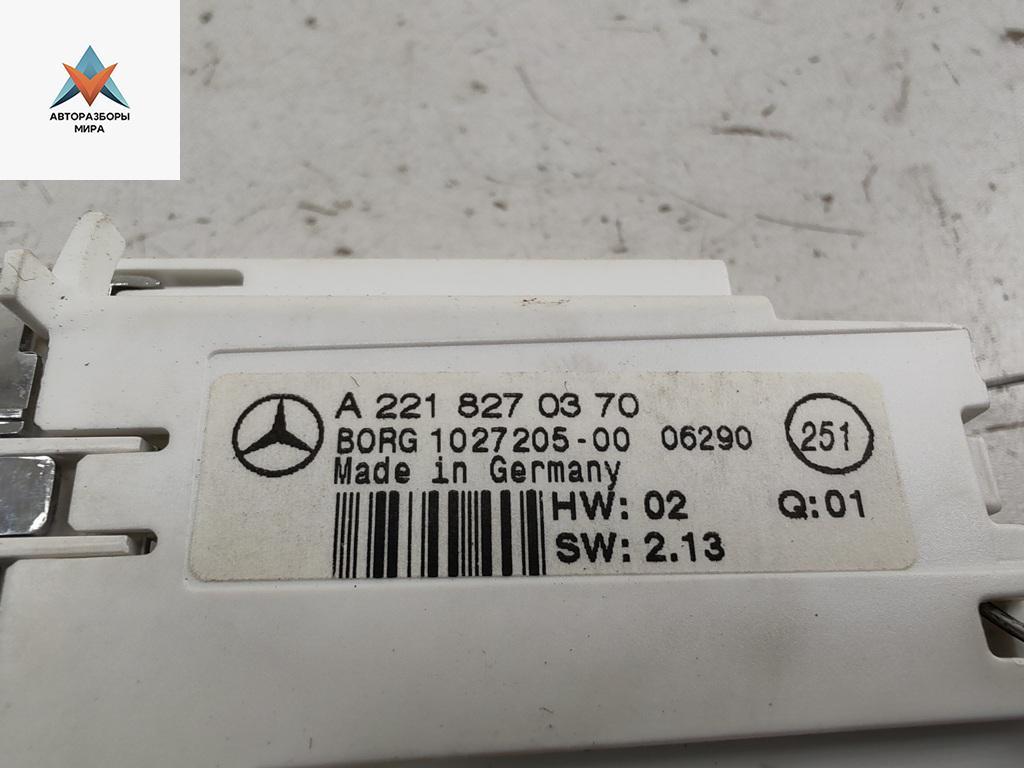 АВТОРАЗБОРЫ
МИРА
A 221 827 03 70
BORG 1027205-00 06290
251
Made in Germany
HW: 02 Q:01
SW: 2.13